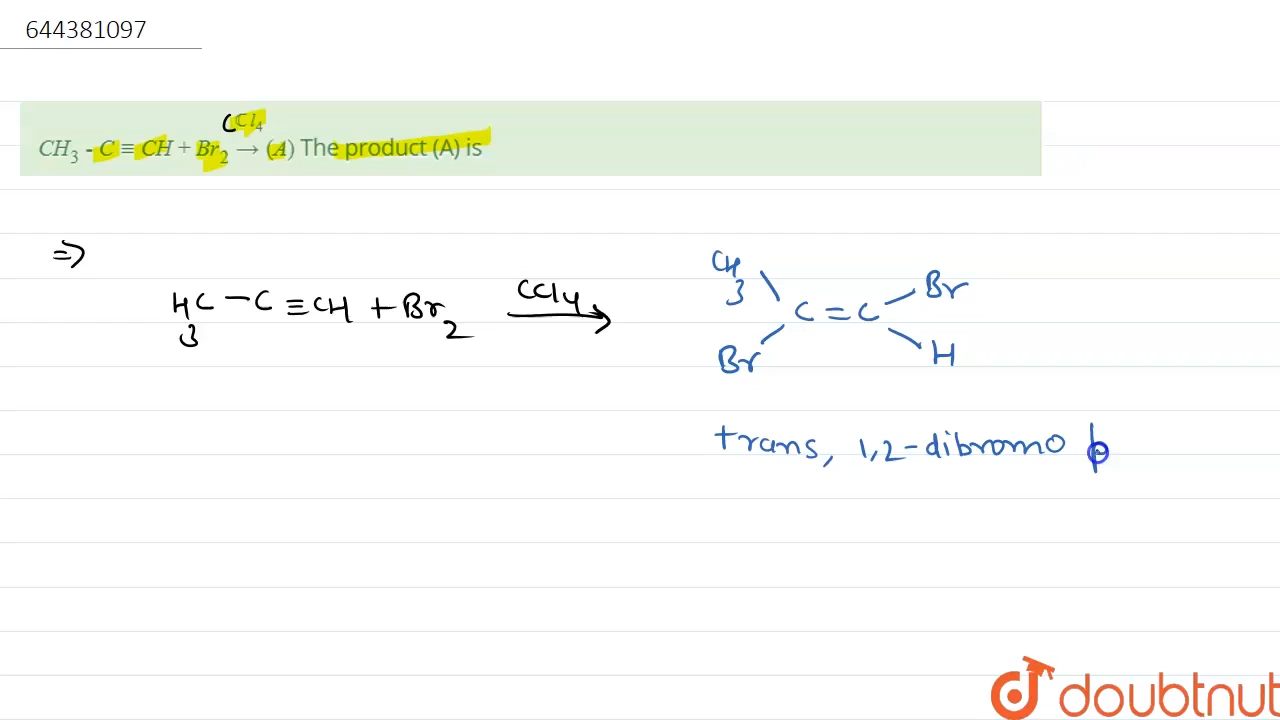 644381097
CCl4
CH3 - C ≡ CH + Br2 → (A) The product (A) is
⇒
H3C - C ≡ CH + Br2 CCl4 →
CH3 Br
C = C
Br H
trans, 1,2-dibromo p
doubtnut